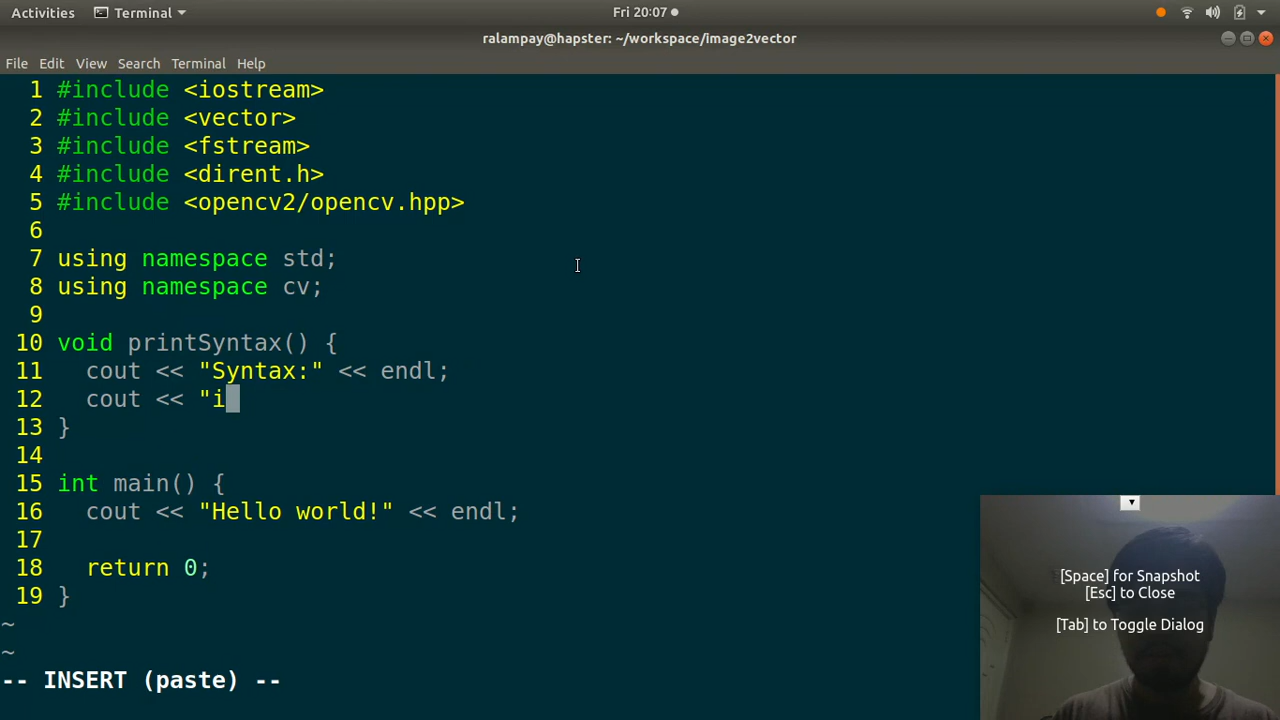 Activities Terminal Fri 20:07
ralampay@hapster: ~/workspace/image2vector
File Edit View Search Terminal Help
1 #include <iostream>
2 #include <vector>
3 #include <fstream>
4 #include <dirent.h>
5 #include <opencv2/opencv.hpp>
6
7 using namespace std;
8 using namespace cv;
9
10 void printSyntax() {
11   cout << "Syntax:" << endl;
12   cout << "i
13 }
14
15 int main() {
16   cout << "Hello world!" << endl;
17
18   return 0;
19 }
~
~
-- INSERT (paste) --
[Space] for Snapshot
[Esc] to Close
[Tab] to Toggle Dialog